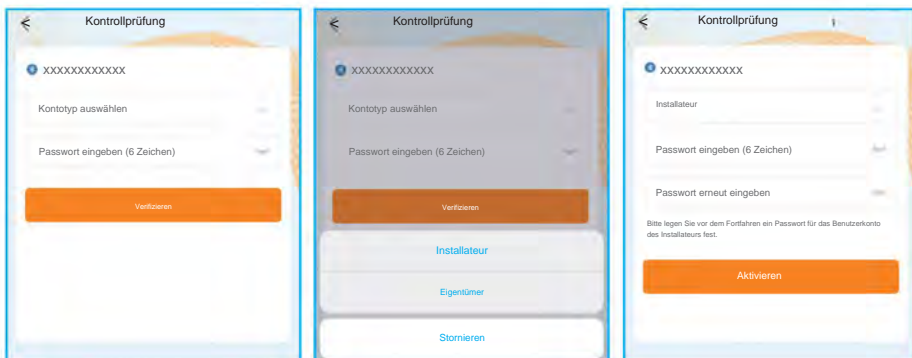 Kontrollprüfung
XXXXXXXXXXXX
Kontotyp auswählen
Passwort eingeben (6 Zeichen)
Verifizieren
Kontrollprüfung
XXXXXXXXXXXX
Kontotyp auswählen
Passwort eingeben (6 Zeichen)
Verifizieren
Installateur
Eigentümer
Stornieren
Kontrollprüfung
XXXXXXXXXXXX
Installateur
Passwort eingeben (6 Zeichen)
Passwort erneut eingeben
Bitte legen Sie vor dem Fortfahren ein Passwort für das Benutzerkonto
des Installateurs fest.
Aktivieren